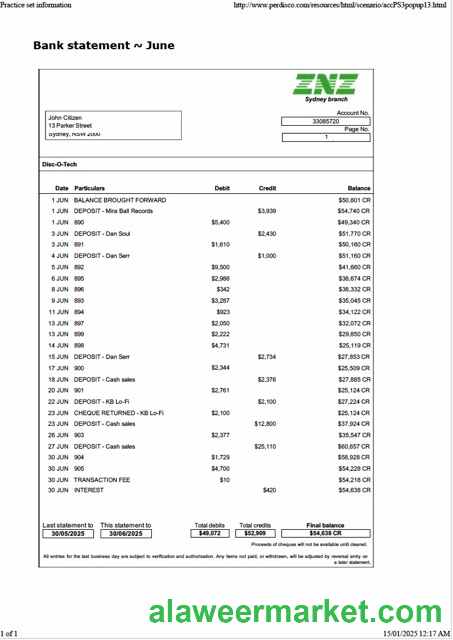 Practice set information
http://www.perdisco.com/resources/html/scenario/accPS3popup13.html
Bank statement ~ June
ZNZ
Sydney branch
John Citizen
13 Parker Street
Sydney, NSW 2000
Account No.
33085720
Page No.
1
Disc-O-Tech
Date Particulars Debit Credit Balance
1 JUN BALANCE BROUGHT FORWARD $50,801 CR
1 JUN DEPOSIT - Mira Ball Records $3,939 $54,740 CR
1 JUN 890 $5,400 $49,340 CR
3 JUN DEPOSIT - Dan Soul $2,430 $51,770 CR
3 JUN 891 $1,610 $50,160 CR
4 JUN DEPOSIT - Dan Serr $1,000 $51,160 CR
5 JUN 892 $9,500 $41,660 CR
6 JUN 895 $2,986 $38,674 CR
8 JUN 896 $342 $38,332 CR
9 JUN 893 $3,287 $35,045 CR
11 JUN 894 $923 $34,122 CR
13 JUN 897 $2,050 $32,072 CR
13 JUN 899 $2,222 $29,850 CR
14 JUN 898 $4,731 $25,119 CR
15 JUN DEPOSIT - Dan Serr $2,734 $27,853 CR
17 JUN 900 $2,344 $25,509 CR
18 JUN DEPOSIT - Cash sales $2,376 $27,885 CR
20 JUN 901 $2,761 $25,124 CR
22 JUN DEPOSIT - KB Lo-Fi $2,100 $27,224 CR
23 JUN CHEQUE RETURNED - KB Lo-Fi $2,100 $25,124 CR
23 JUN DEPOSIT - Cash sales $12,800 $37,924 CR
26 JUN 903 $2,377 $35,547 CR
27 JUN DEPOSIT - Cash sales $25,110 $60,657 CR
30 JUN 904 $1,729 $58,928 CR
30 JUN 905 $4,700 $54,228 CR
30 JUN TRANSACTION FEE $10 $54,218 CR
30 JUN INTEREST $420 $54,638 CR
Last statement to This statement to Total debits Total credits Final balance
30/05/2025 30/06/2025 $49,072 $52,909 $54,638 CR
Proceeds of cheques will not be available until cleared.
All entries for the last business day are subject to verification and authorisation. Any items not paid, or withdrawn, will be adjusted by reversal entry on
a later statement.
alaweermarket.com
1 of 1
15/01/2025 12:17 AM